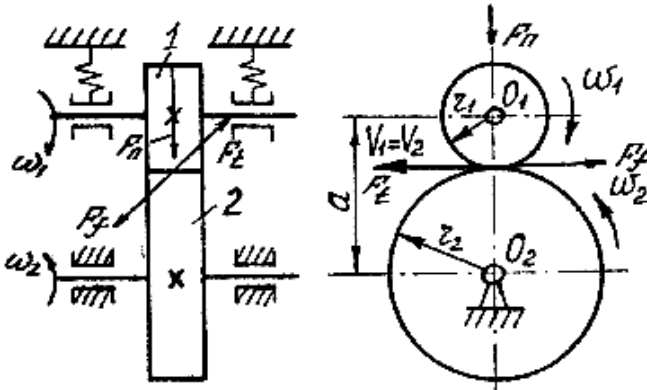 1
ω₁
Fn
Ft
Ff
2
ω₂
Fn
r₁
O₁
ω₁
V₁=V₂
Ft
Ff
ω₂
a
r₂
O₂